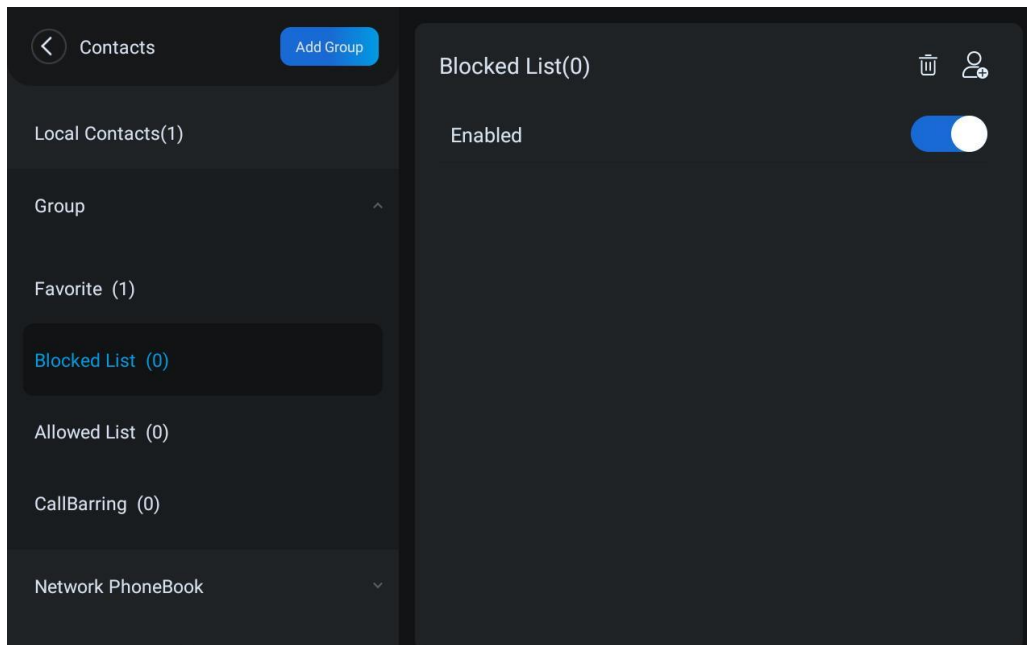 Contacts
Add Group
Local Contacts(1)
Group
Favorite (1)
Blocked List (0)
Allowed List (0)
CallBarring (0)
Network PhoneBook
Blocked List(0)
Enabled